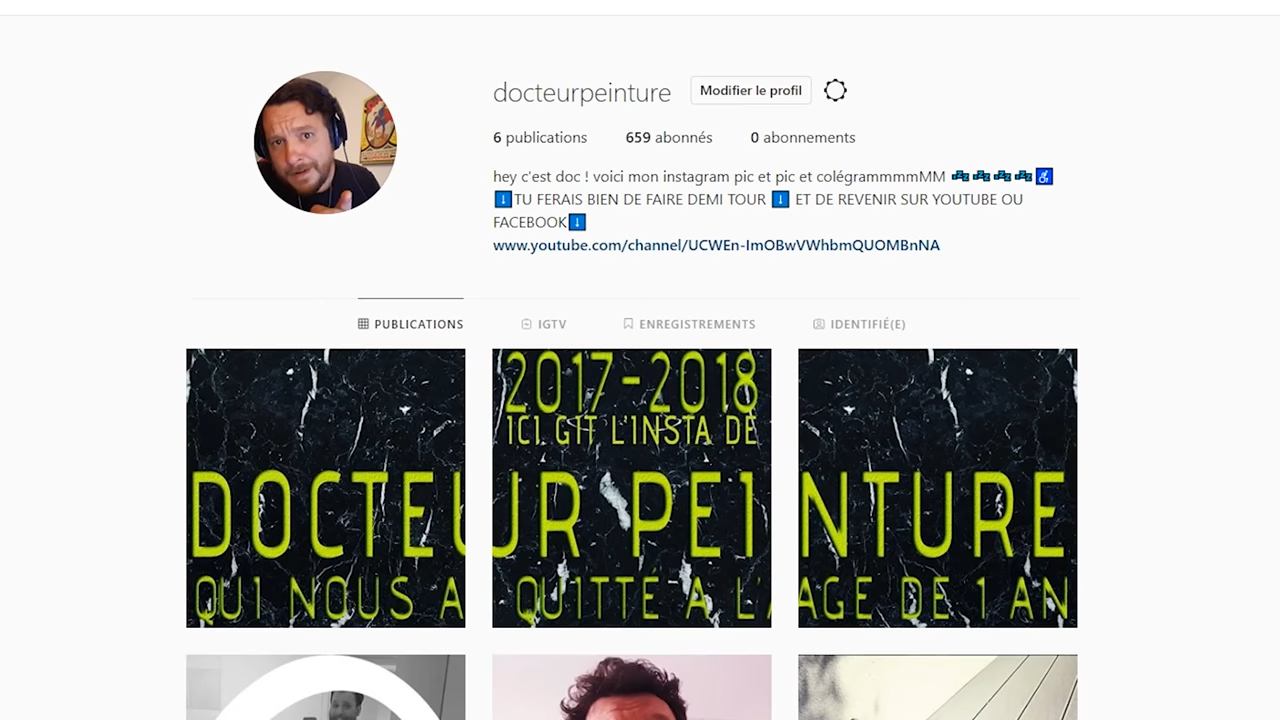 docteurpeinture Modifier le profil
6 publications 659 abonnés 0 abonnements
hey c'est doc ! voici mon instagram pic et pic et colégrammmmMM 💤💤💤💤♿
⬇️TU FERAIS BIEN DE FAIRE DEMI TOUR ⬇️ ET DE REVENIR SUR YOUTUBE OU
FACEBOOK⬇️
www.youtube.com/channel/UCWEn-ImOBwVWhbmQUOMBnNA
PUBLICATIONS IGTV ENREGISTREMENTS IDENTIFIÉ(E)
2017-2018
ICI GIT L'INSTA DE
DOCTEUR PEINTURE
QUI NOUS A QUITTÉ A L'AGE DE 1 AN